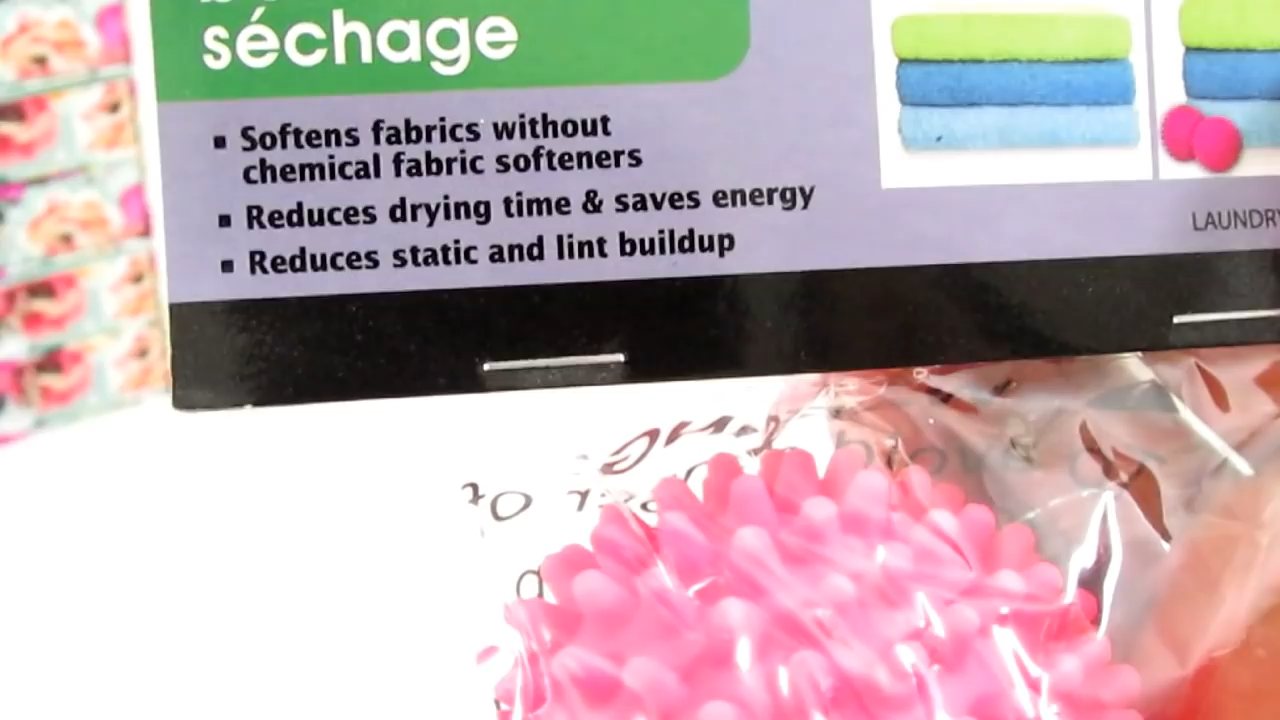 séchage
▪ Softens fabrics without
chemical fabric softeners
▪ Reduces drying time & saves energy
▪ Reduces static and lint buildup
LAUNDRY